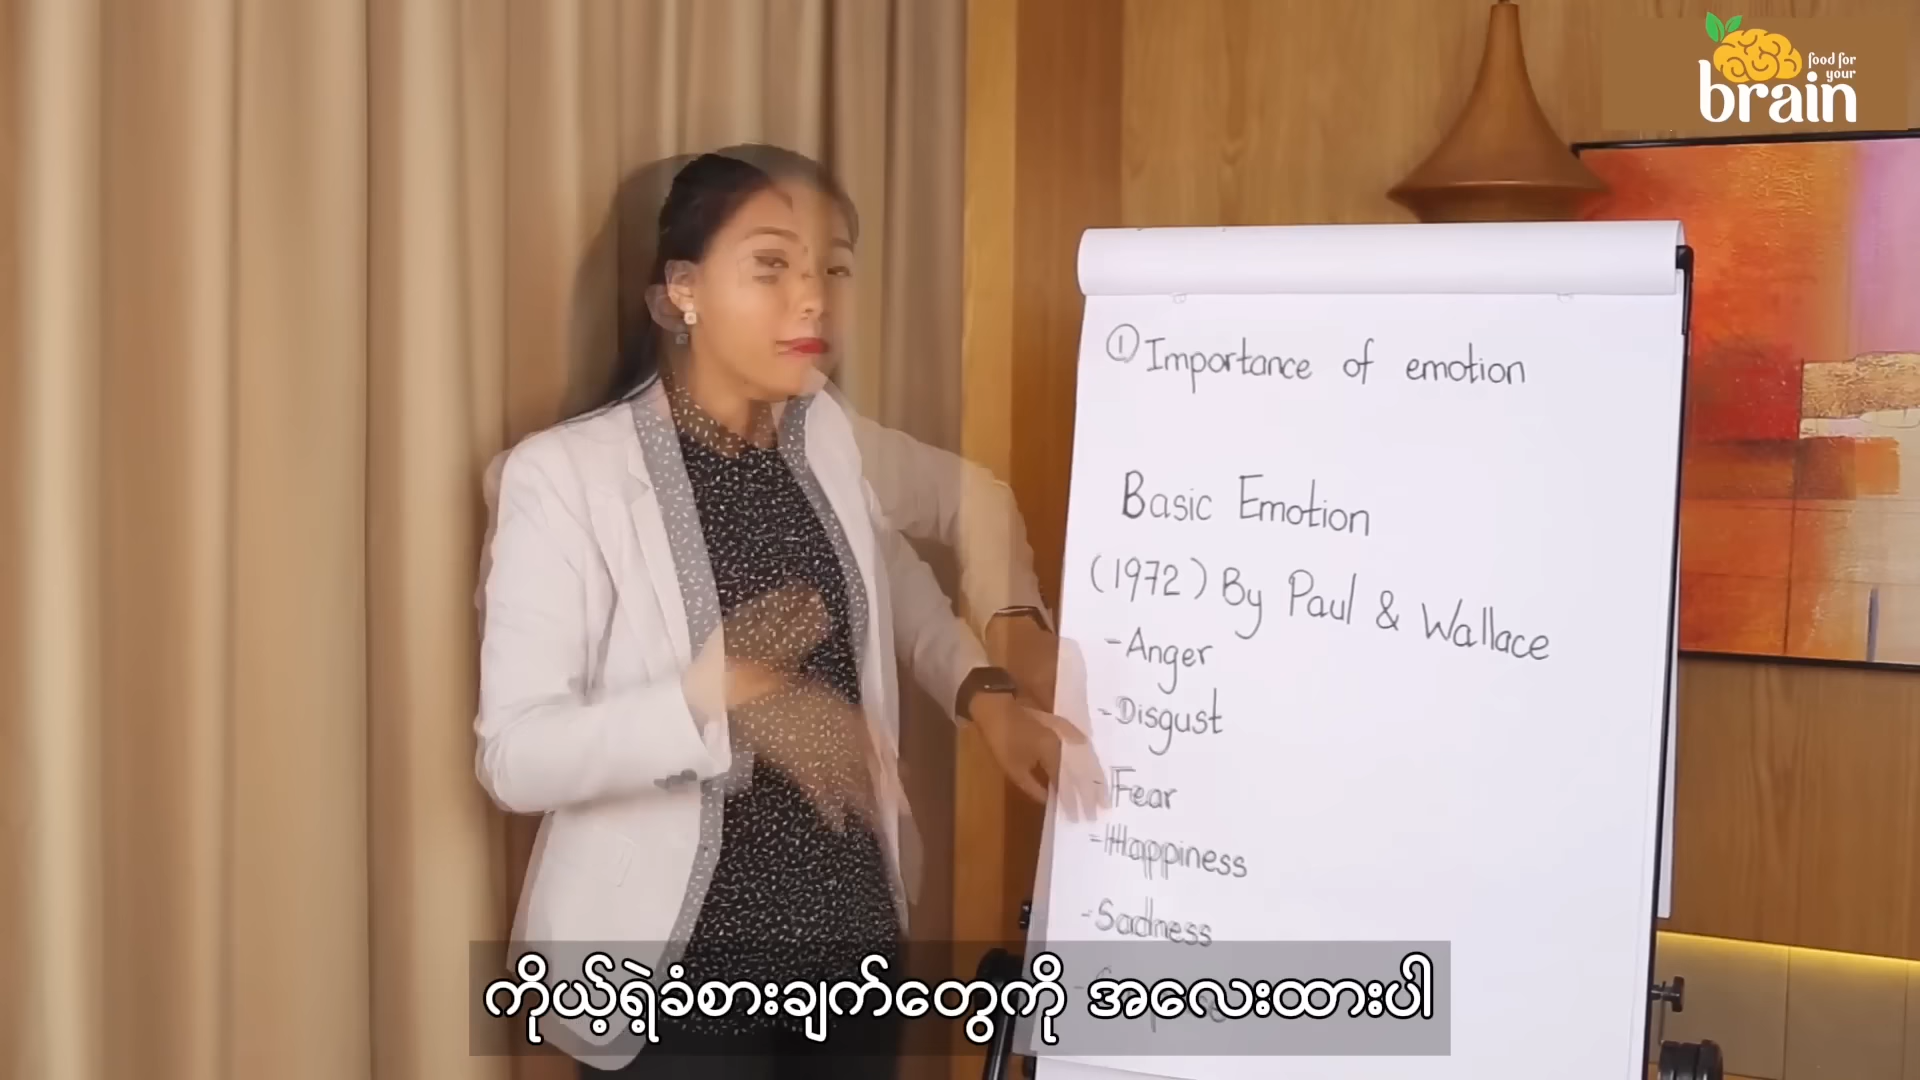 food for
your
brain
① Importance of emotion
Basic Emotion
(1972) By Paul & Wallace
- Anger
- Disgust
- Fear
- Happiness
- Sadness
ကိုယ့်ရဲ့ခံစားချက်တွေကို အလေးထားပါ